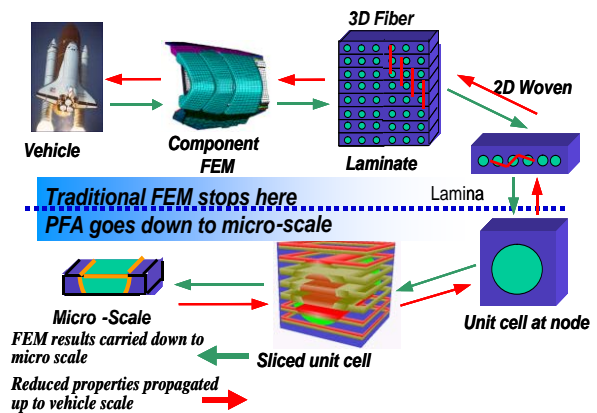 3D Fiber
2D Woven
Vehicle
Component
FEM
Laminate
Lamina
Traditional FEM stops here
PFA goes down to micro-scale
Micro -Scale
Sliced unit cell
Unit cell at node
FEM results carried down to
micro scale
Reduced properties propagated
up to vehicle scale